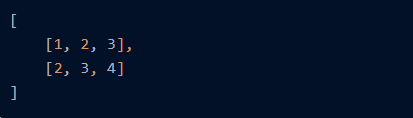 [
    [1, 2, 3],
    [2, 3, 4]
]